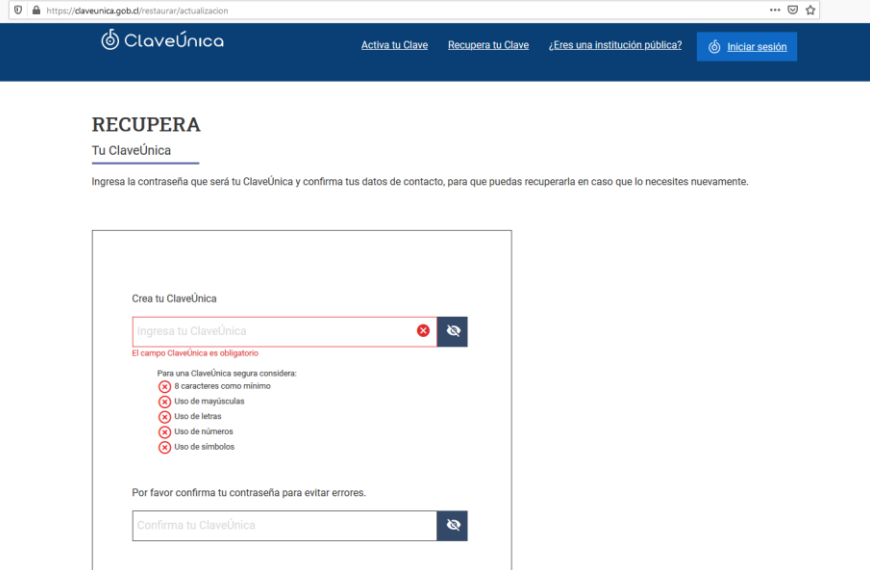 https://claveunica.gob.cl/restaurar/actualizacion
ClaveÚnica
Activa tu Clave
Recupera tu Clave
¿Eres una institución pública?
Iniciar sesión
RECUPERA
Tu ClaveÚnica
Ingresa la contraseña que será tu ClaveÚnica y confirma tus datos de contacto, para que puedas recuperarla en caso que lo necesites nuevamente.
Crea tu ClaveÚnica
Ingresa tu ClaveÚnica
El campo ClaveÚnica es obligatorio
Para una ClaveÚnica segura considera:
8 caracteres como mínimo
Uso de mayúsculas
Uso de letras
Uso de números
Uso de símbolos
Por favor confirma tu contraseña para evitar errores.
Confirma tu ClaveÚnica